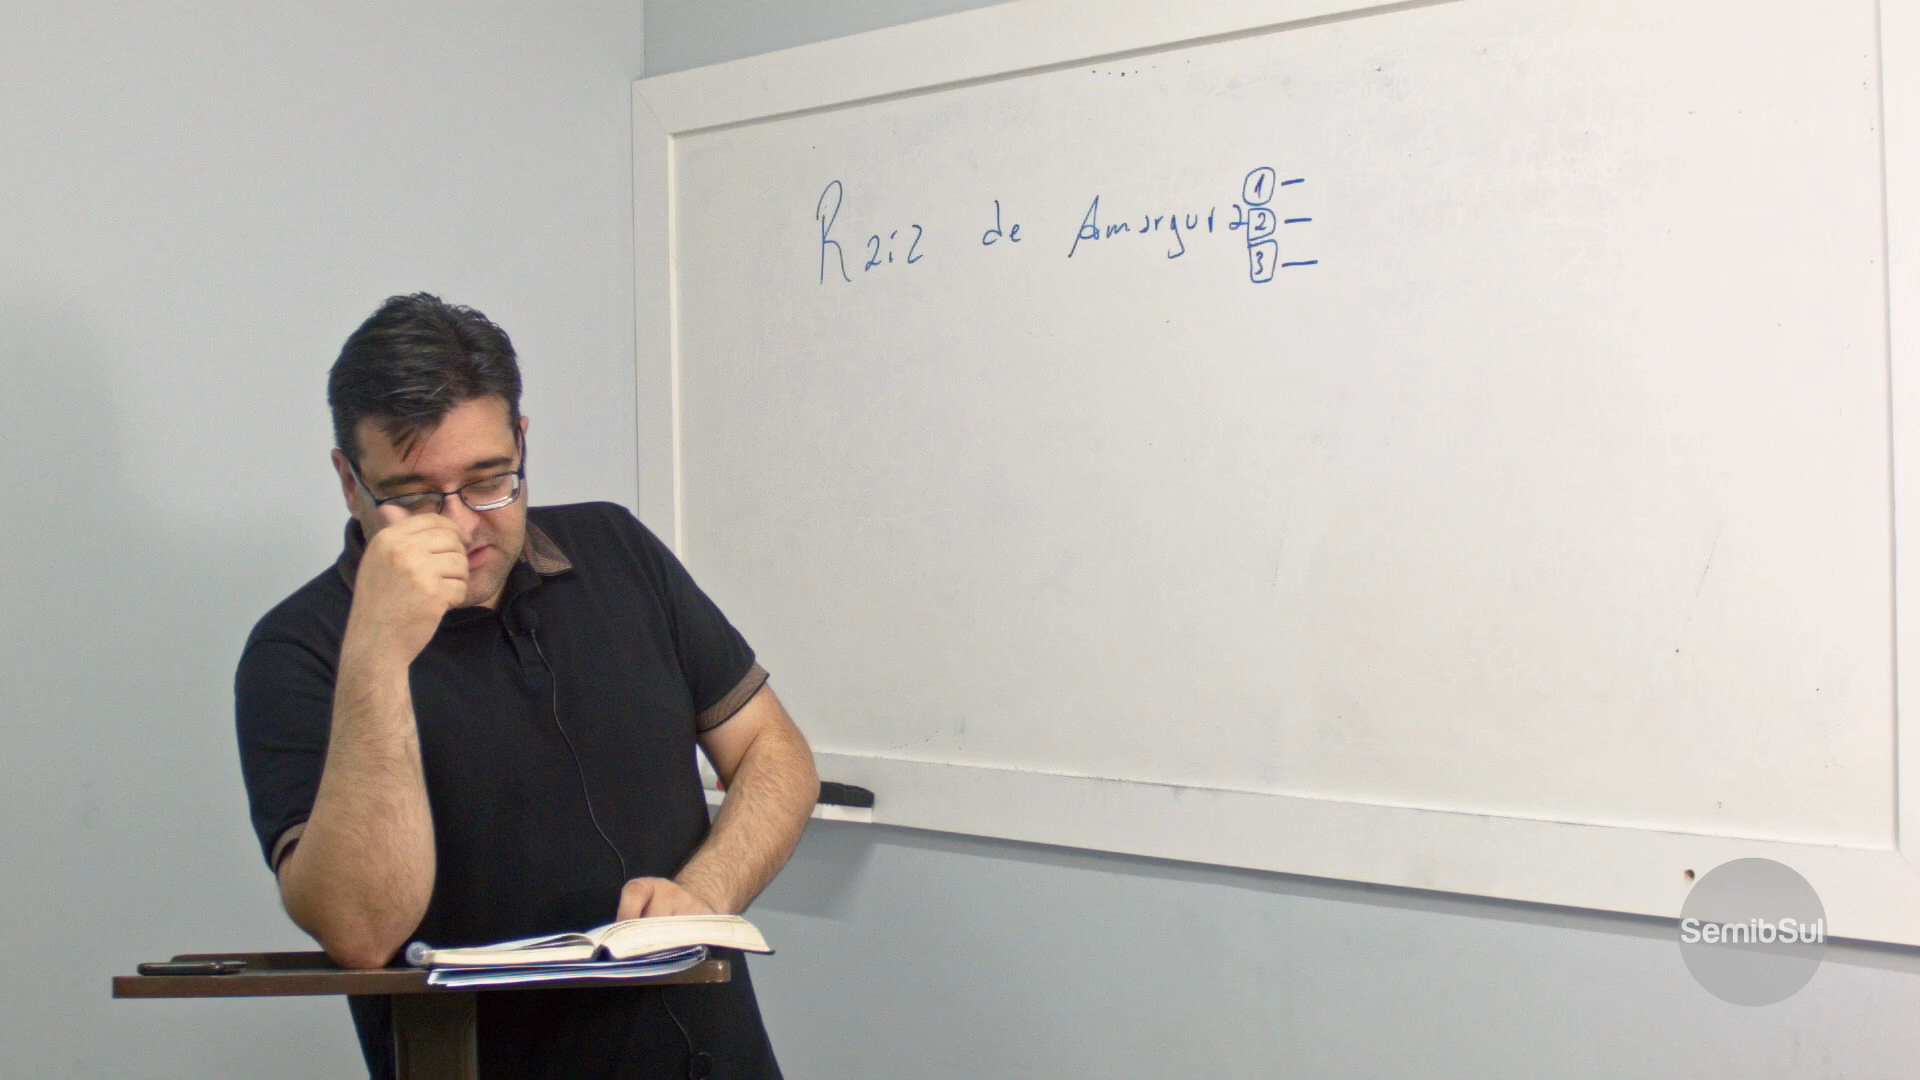 Raiz de Amargura
1 —
2 —
3 —
SemibSul